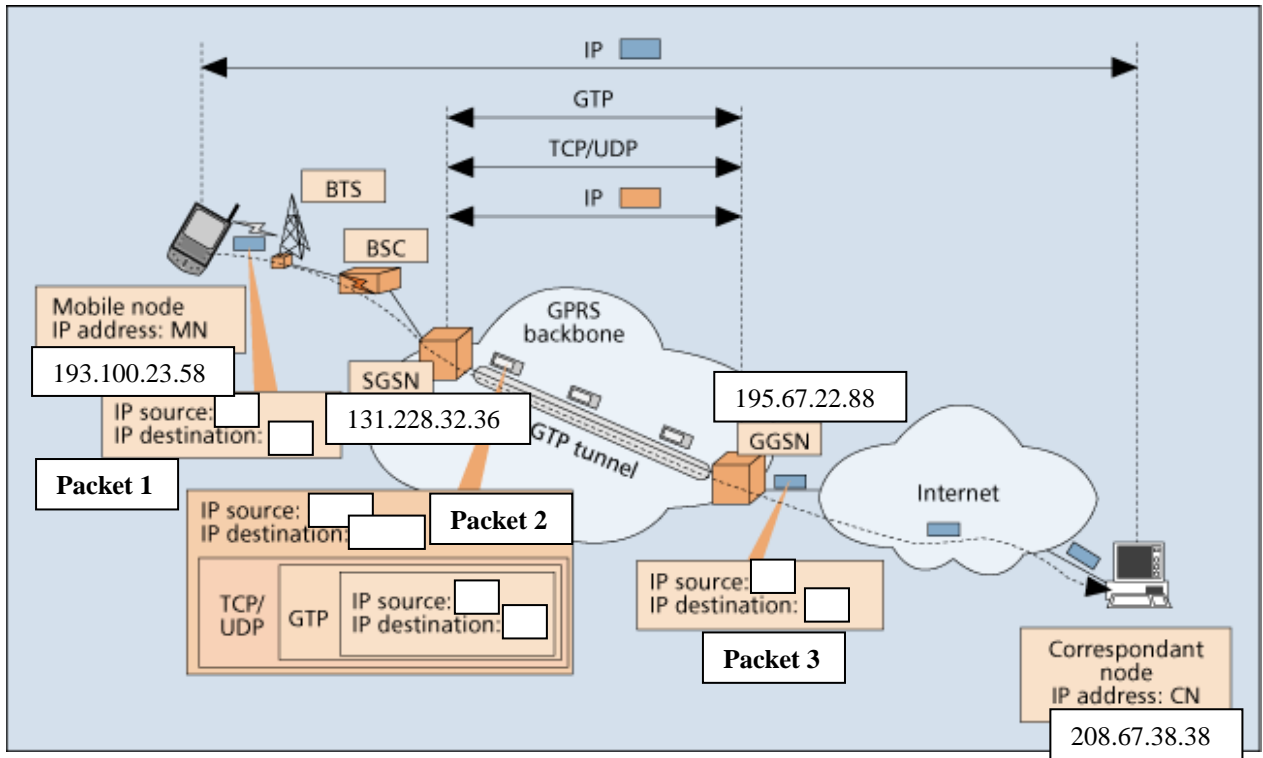 IP
GTP
TCP/UDP
IP
BTS
BSC
Mobile node
IP address: MN
193.100.23.58
GPRS
backbone
SGSN
131.228.32.36
195.67.22.88
GGSN
GTP tunnel
IP source:
IP destination:
Packet 1
Internet
IP source:
IP destination:
Packet 2
TCP/
UDP
GTP
IP source:
IP destination:
IP source:
IP destination:
Packet 3
Correspondant
node
IP address: CN
208.67.38.38